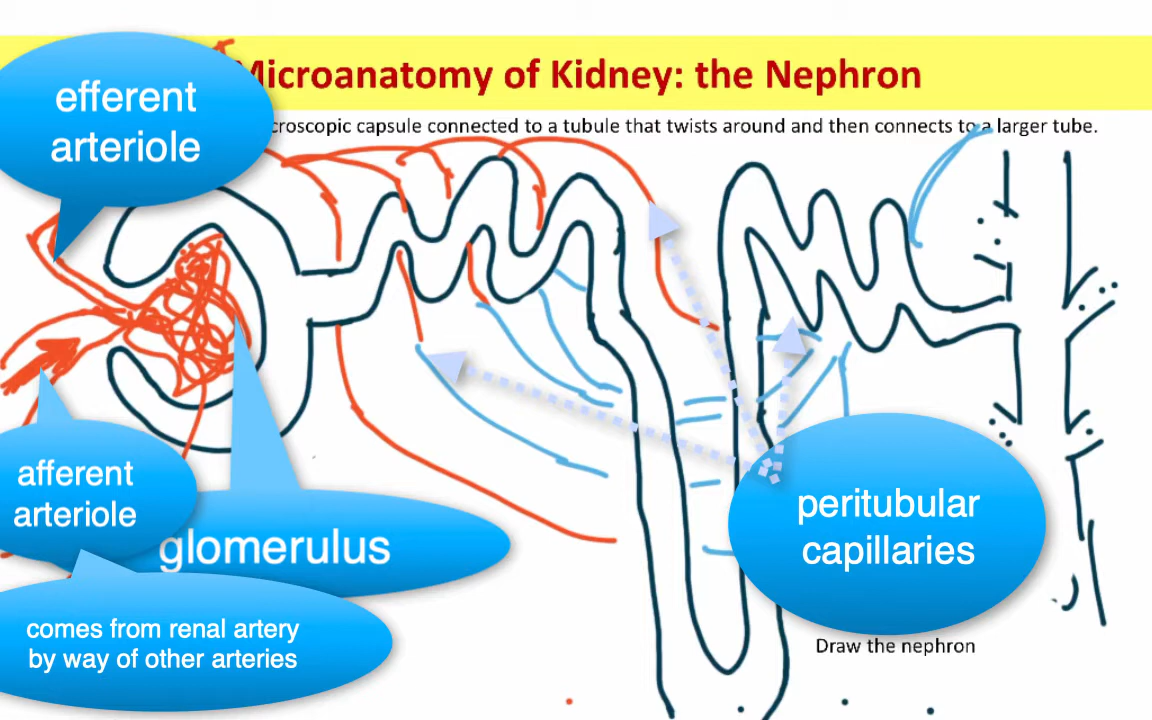 Microanatomy of Kidney: the Nephron
efferent
arteriole
croscopic capsule connected to a tubule that twists around and then connects to a larger tube.
afferent
arteriole
glomerulus
peritubular
capillaries
comes from renal artery
by way of other arteries
Draw the nephron